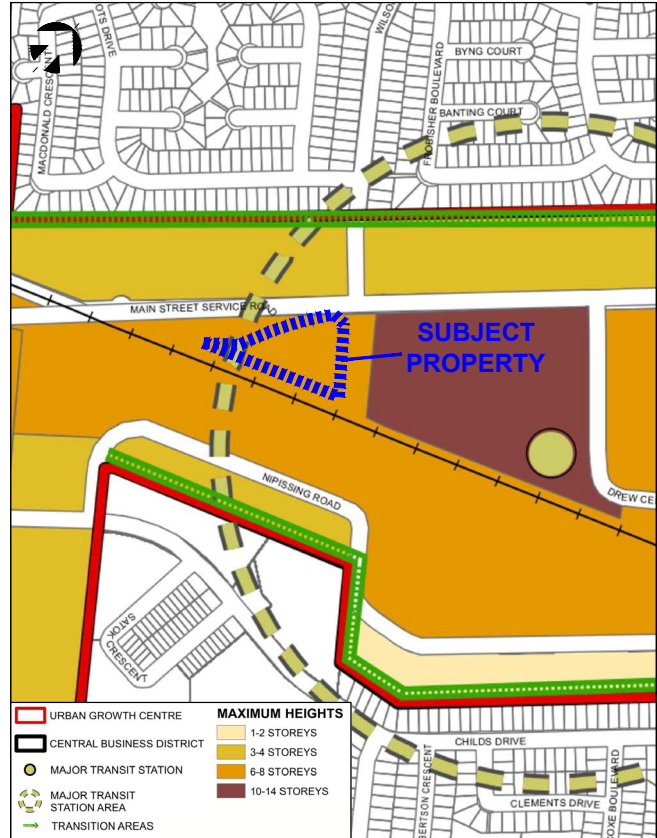 OTS DRIVE
WILSO
BYNG COURT
FROBISHER BOULEVARD
MACDONALD CRESCENT
BANTING COURT
MAIN STREET SERVICE ROAD
SUBJECT
PROPERTY
NIPISSING ROAD
DREW CE
SATOK
CRESCENT
URBAN GROWTH CENTRE
CENTRAL BUSINESS DISTRICT
MAJOR TRANSIT STATION
MAJOR TRANSIT
STATION AREA
TRANSITION AREAS
MAXIMUM HEIGHTS
1-2 STOREYS
3-4 STOREYS
6-8 STOREYS
10-14 STOREYS
CHILDS DRIVE
BERTSON CRESCENT
CLEMENTS DRIVE
COXE BOULEVARD